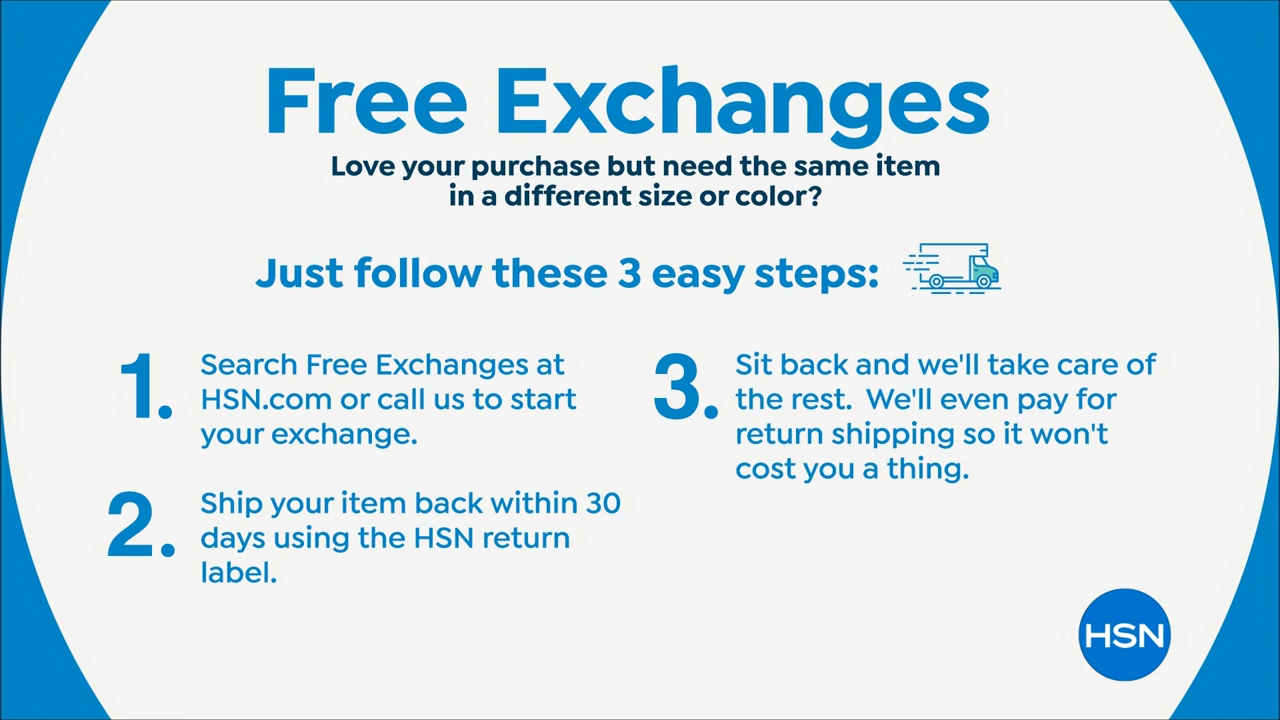 Free Exchanges
Love your purchase but need the same item
in a different size or color?
Just follow these 3 easy steps:
1. Search Free Exchanges at
HSN.com or call us to start
your exchange.
2. Ship your item back within 30
days using the HSN return
label.
3. Sit back and we'll take care of
the rest.  We'll even pay for
return shipping so it won't
cost you a thing.
HSN